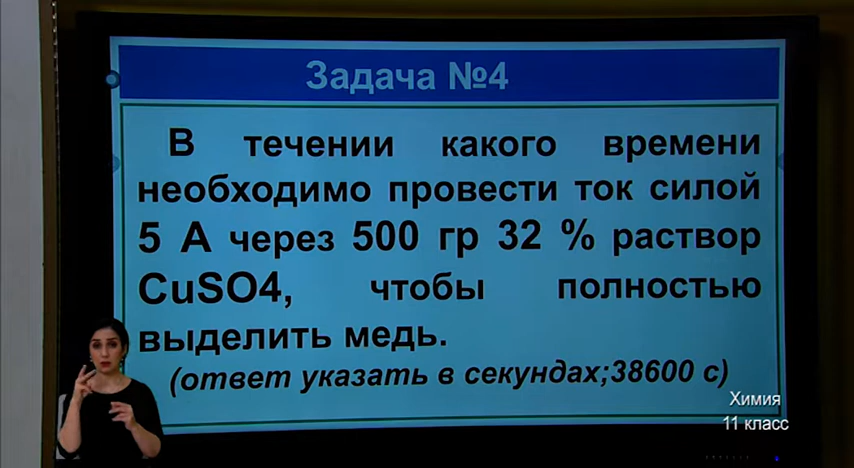 Задача №4
В течении какого времени
необходимо провести ток силой
5 А через 500 гр 32 % раствор
CuSO4, чтобы полностью
выделить медь.
(ответ указать в секундах;38600 с)
Химия
11 класс